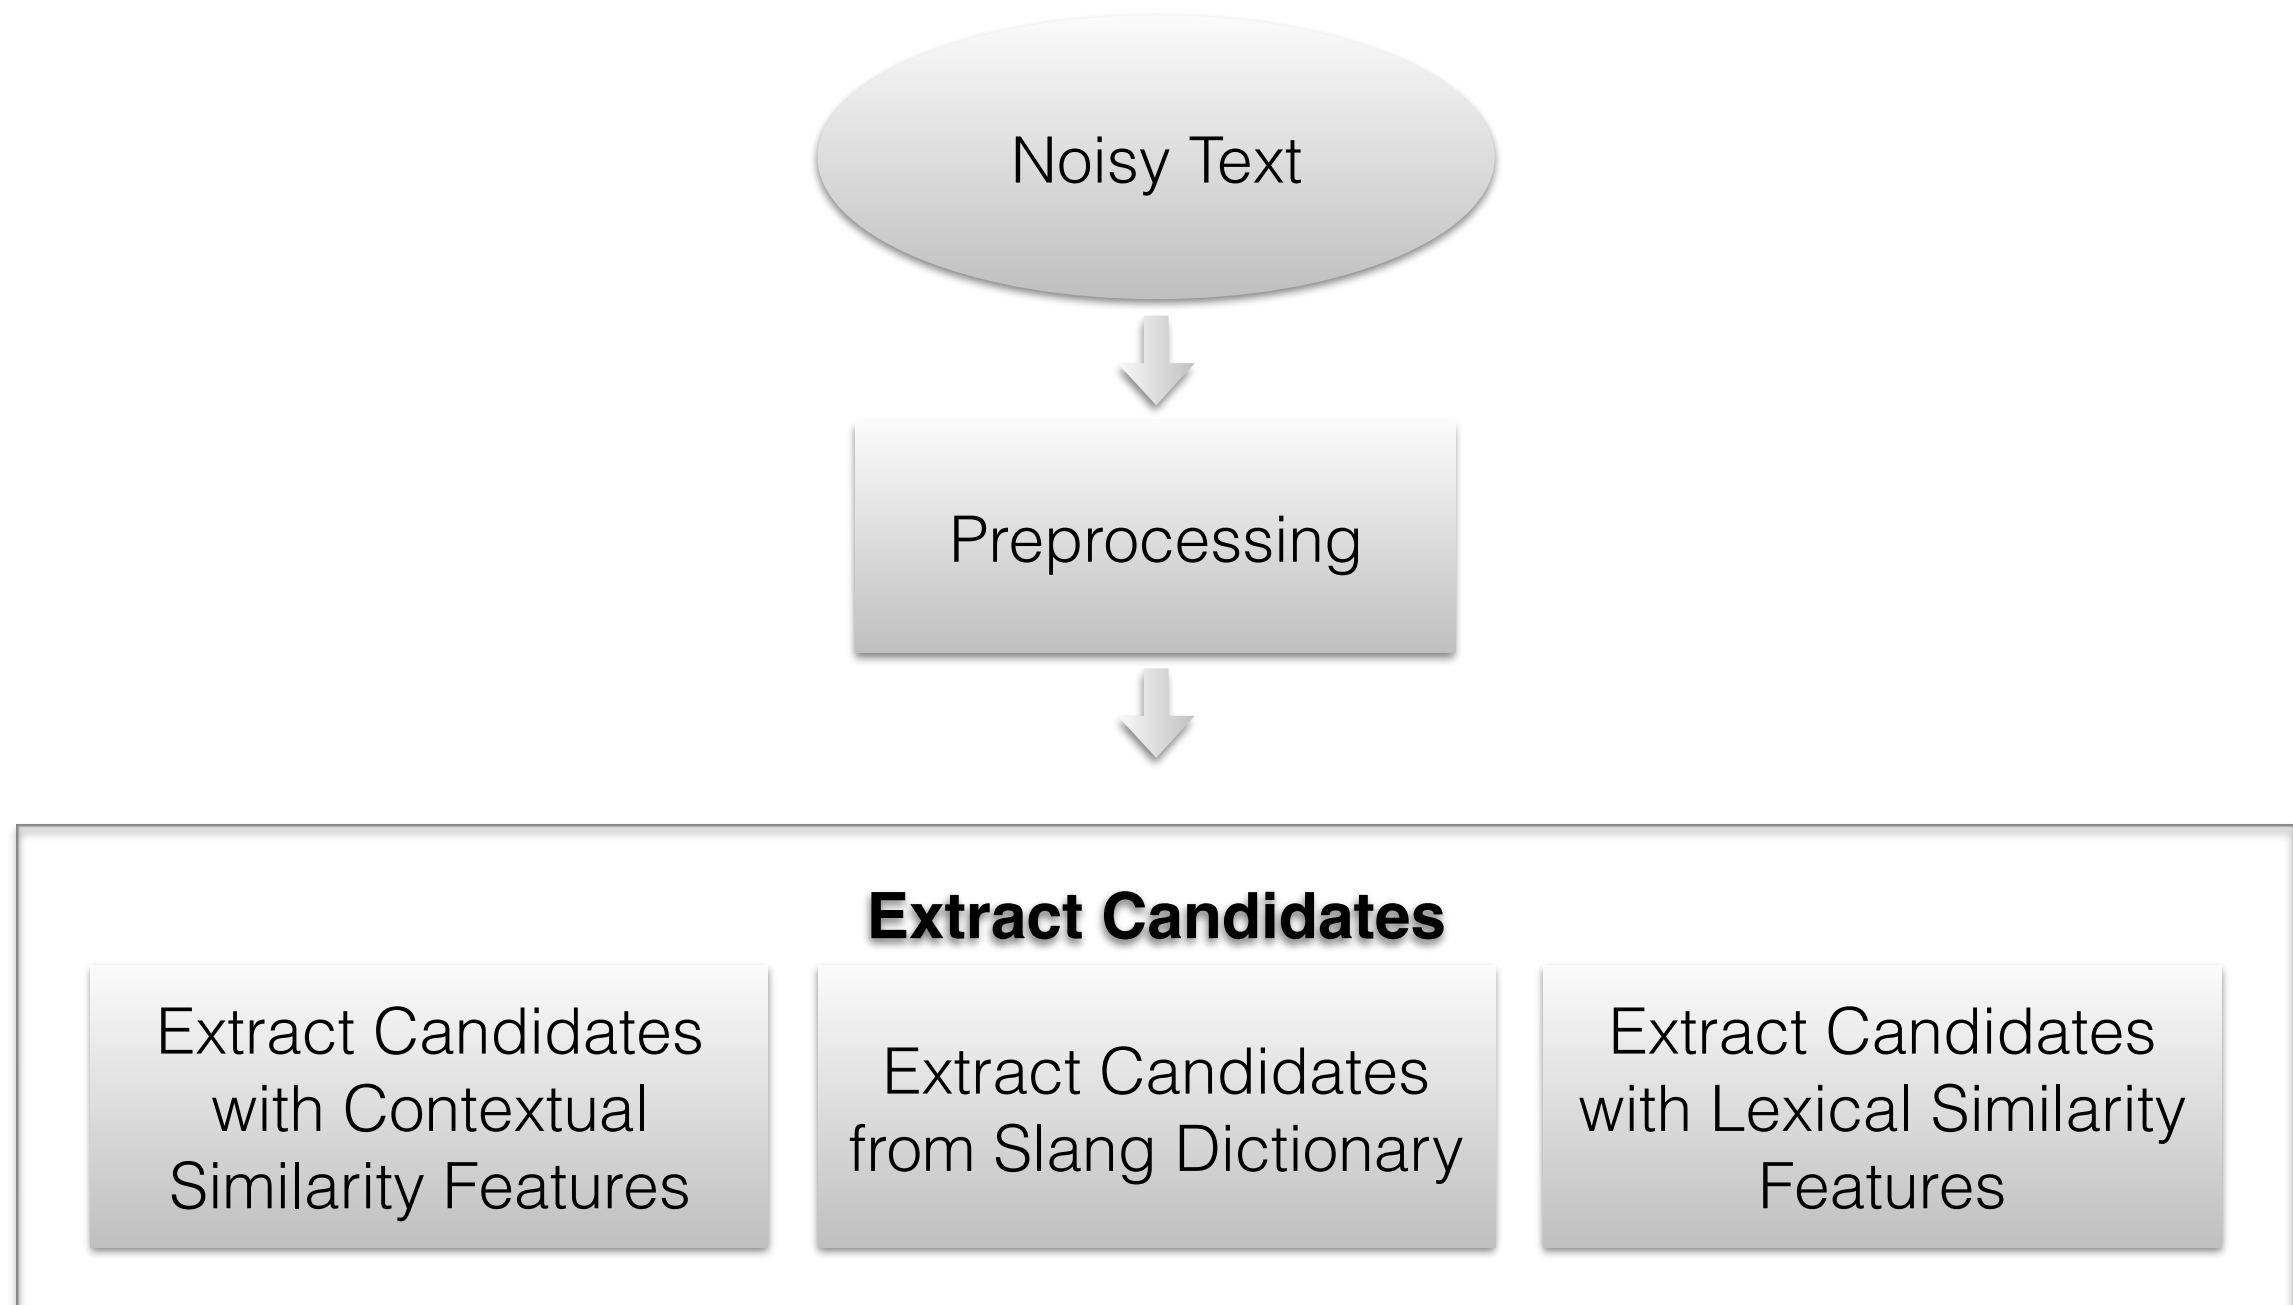 Noisy Text
Preprocessing
Extract Candidates
Extract Candidates
with Contextual
Similarity Features
Extract Candidates
from Slang Dictionary
Extract Candidates
with Lexical Similarity
Features